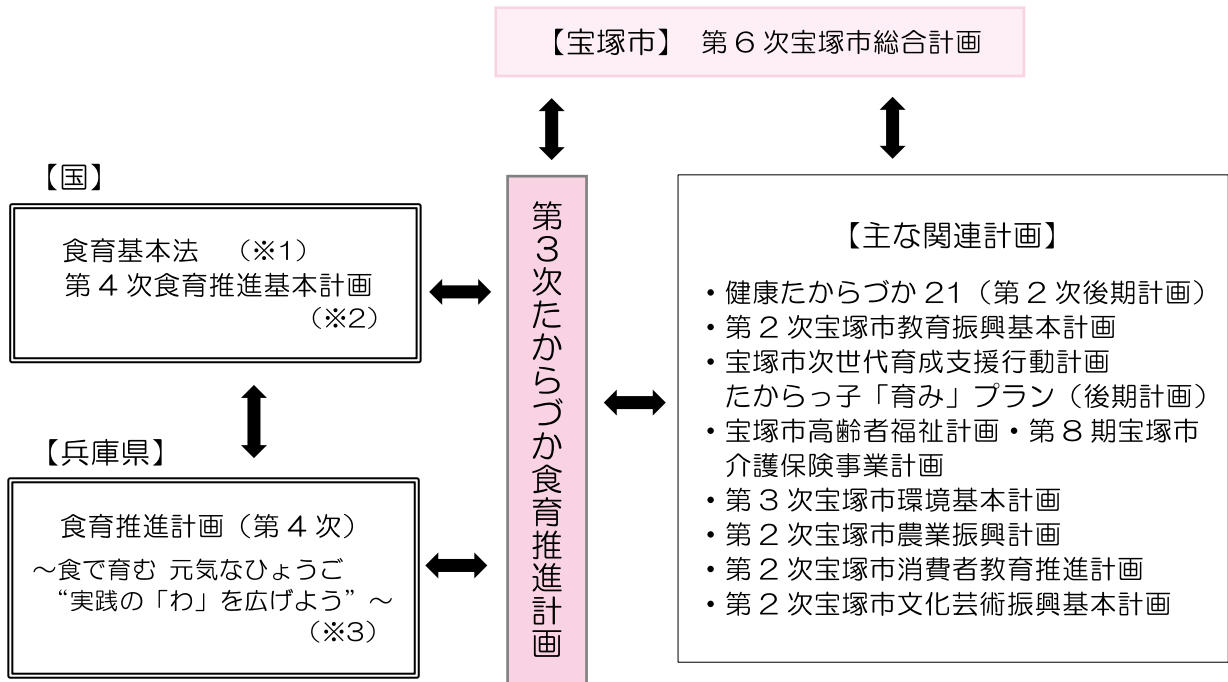 【宝塚市】 第6次宝塚市総合計画
【国】
食育基本法 （※1）
第4次食育推進基本計画
（※2）
【兵庫県】
食育推進計画（第4次）
～食で育む 元気なひょうご
“実践の「わ」を広げよう”～
（※3）
第3次たからづか食育推進計画
【主な関連計画】
・健康たからづか21（第2次後期計画）
・第2次宝塚市教育振興基本計画
・宝塚市次世代育成支援行動計画
たからっ子「育み」プラン（後期計画）
・宝塚市高齢者福祉計画・第8期宝塚市
介護保険事業計画
・第3次宝塚市環境基本計画
・第2次宝塚市農業振興計画
・第2次宝塚市消費者教育推進計画
・第2次宝塚市文化芸術振興基本計画